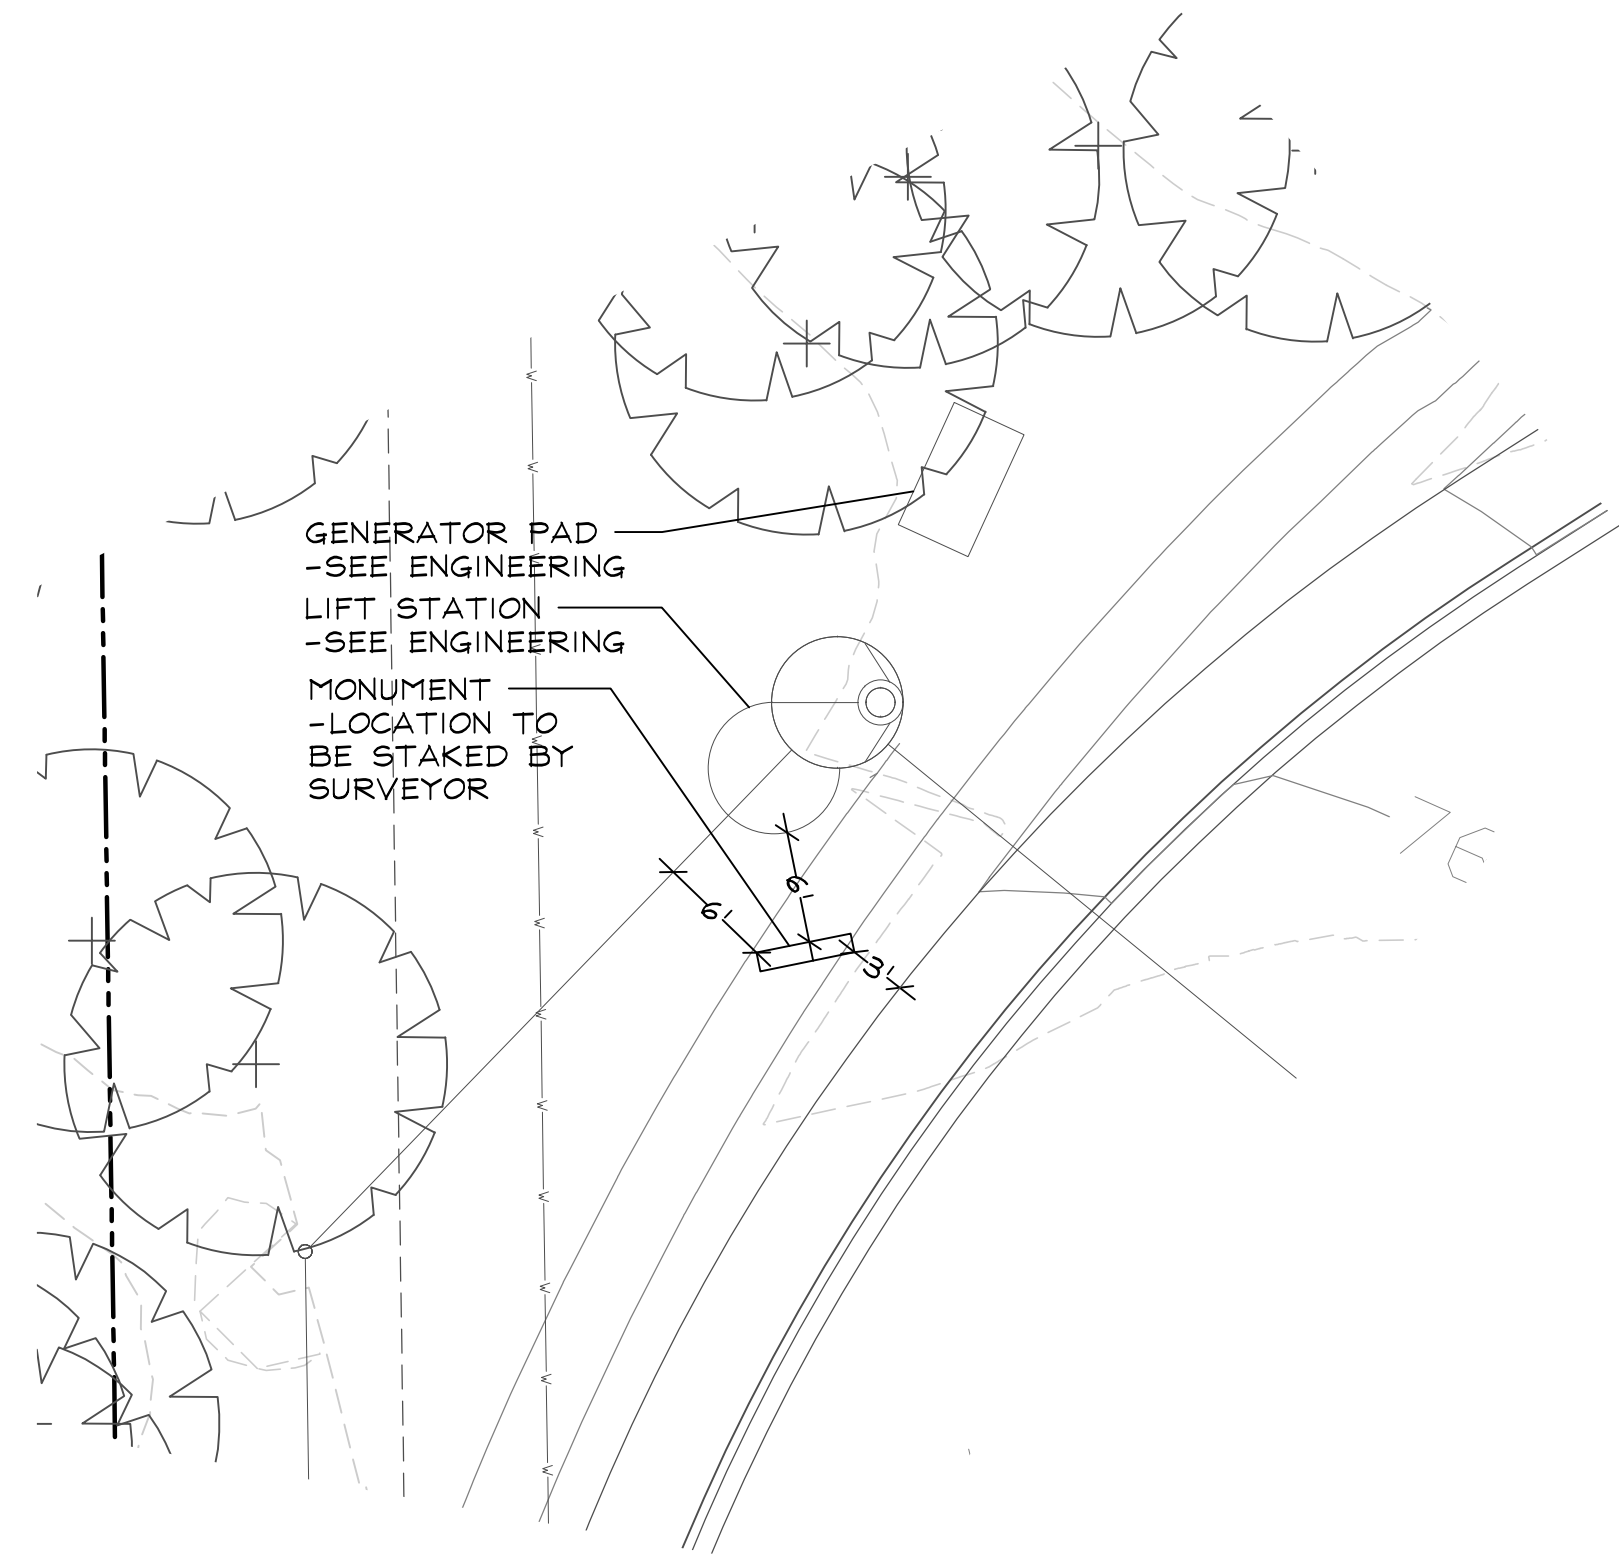 GENERATOR PAD
-SEE ENGINEERING
LIFT STATION
-SEE ENGINEERING
MONUMENT
-LOCATION TO
BE STAKED BY
SURVEYOR
6'
6'
3'